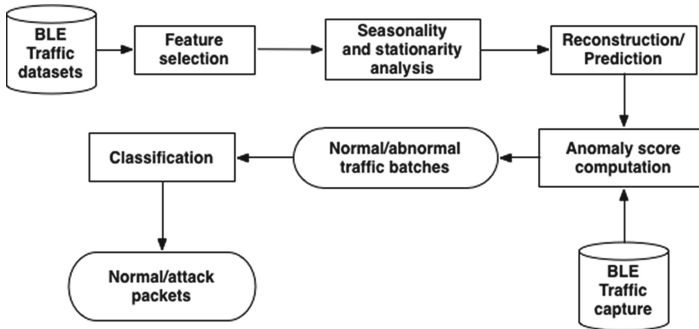 BLE
Traffic
datasets
Feature
selection
Seasonality
and stationarity
analysis
Reconstruction/
Prediction
Classification
Normal/abnormal
traffic batches
Anomaly score
computation
Normal/attack
packets
BLE
Traffic
capture